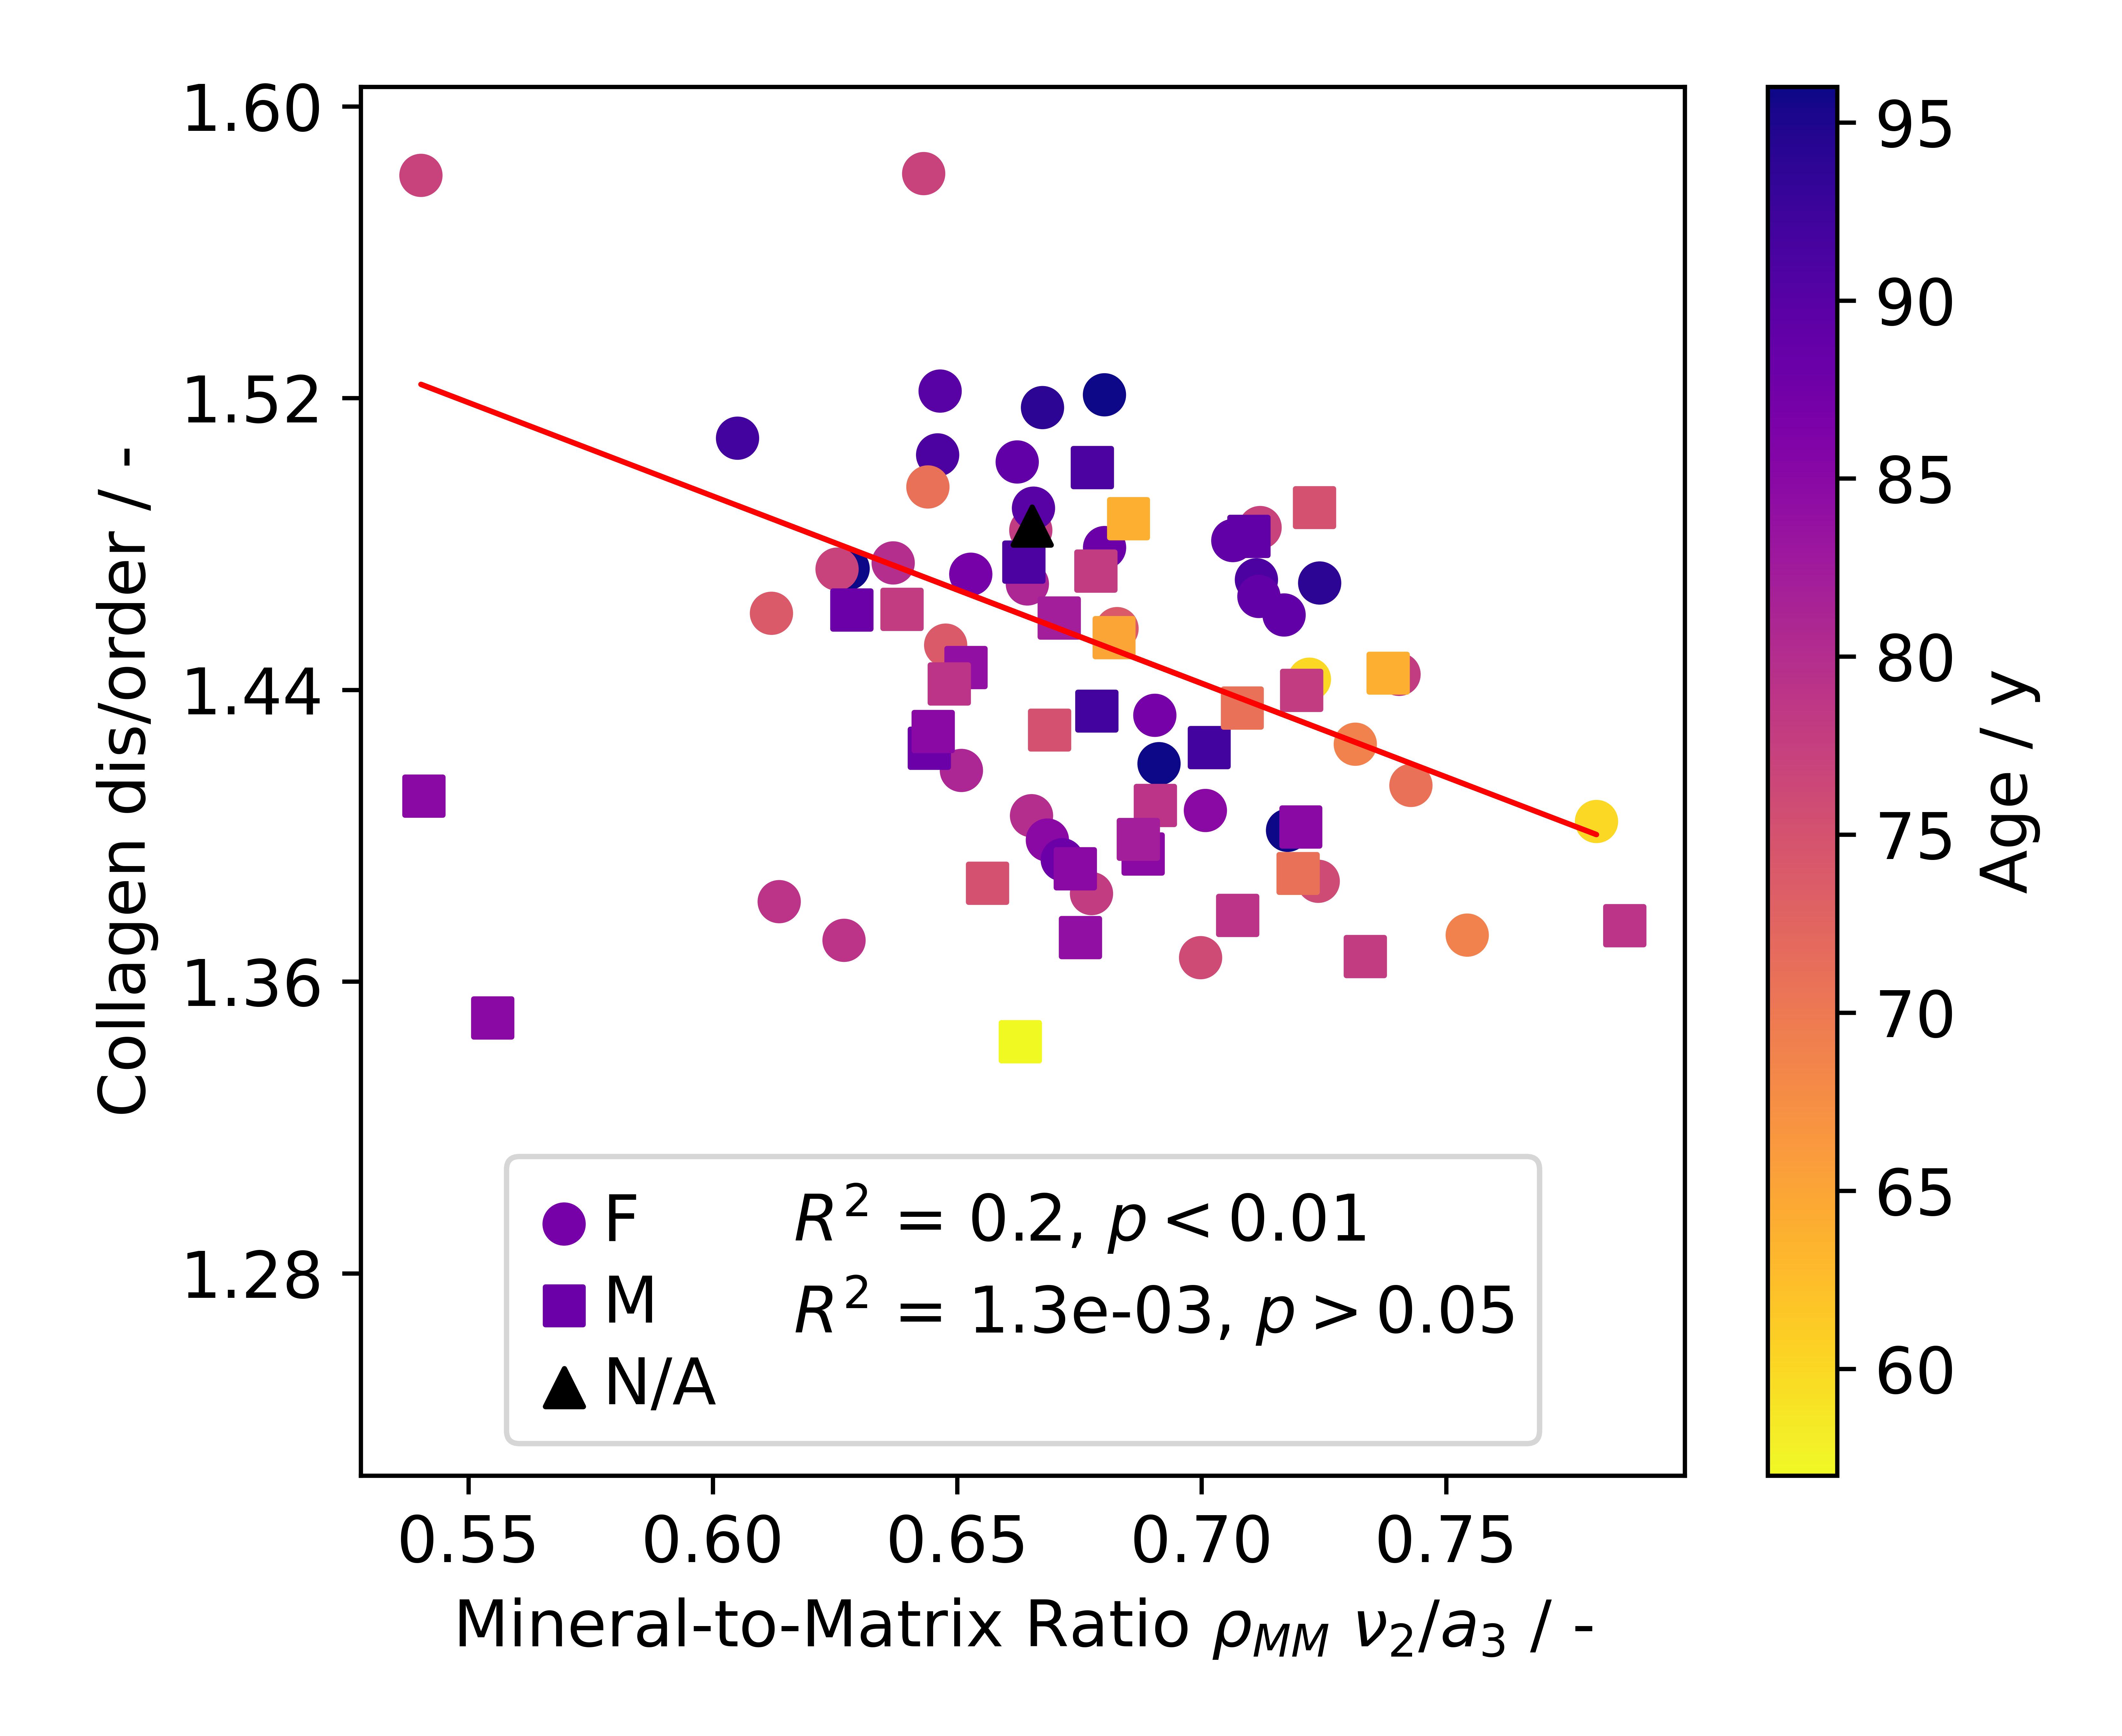 1.60
1.52
1.44
1.36
1.28
Collagen dis/order / -
0.55 0.60 0.65 0.70 0.75
Mineral-to-Matrix Ratio ρMM ν2/a3 / -
F R² = 0.2, p < 0.01
M R² = 1.3e-03, p > 0.05
N/A
95
90
85
80
75
70
65
60
Age / y